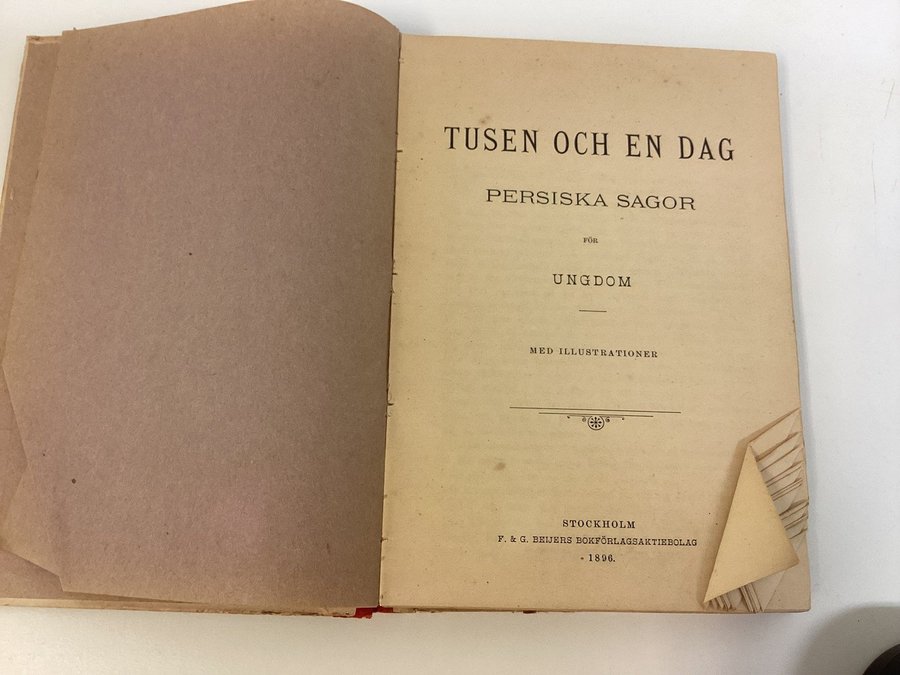 TUSEN OCH EN DAG
PERSISKA SAGOR
FÖR
UNGDOM
MED ILLUSTRATIONER
STOCKHOLM
F. & G. BEIJERS BOKFÖRLAGSAKTIEBOLAG
1896.